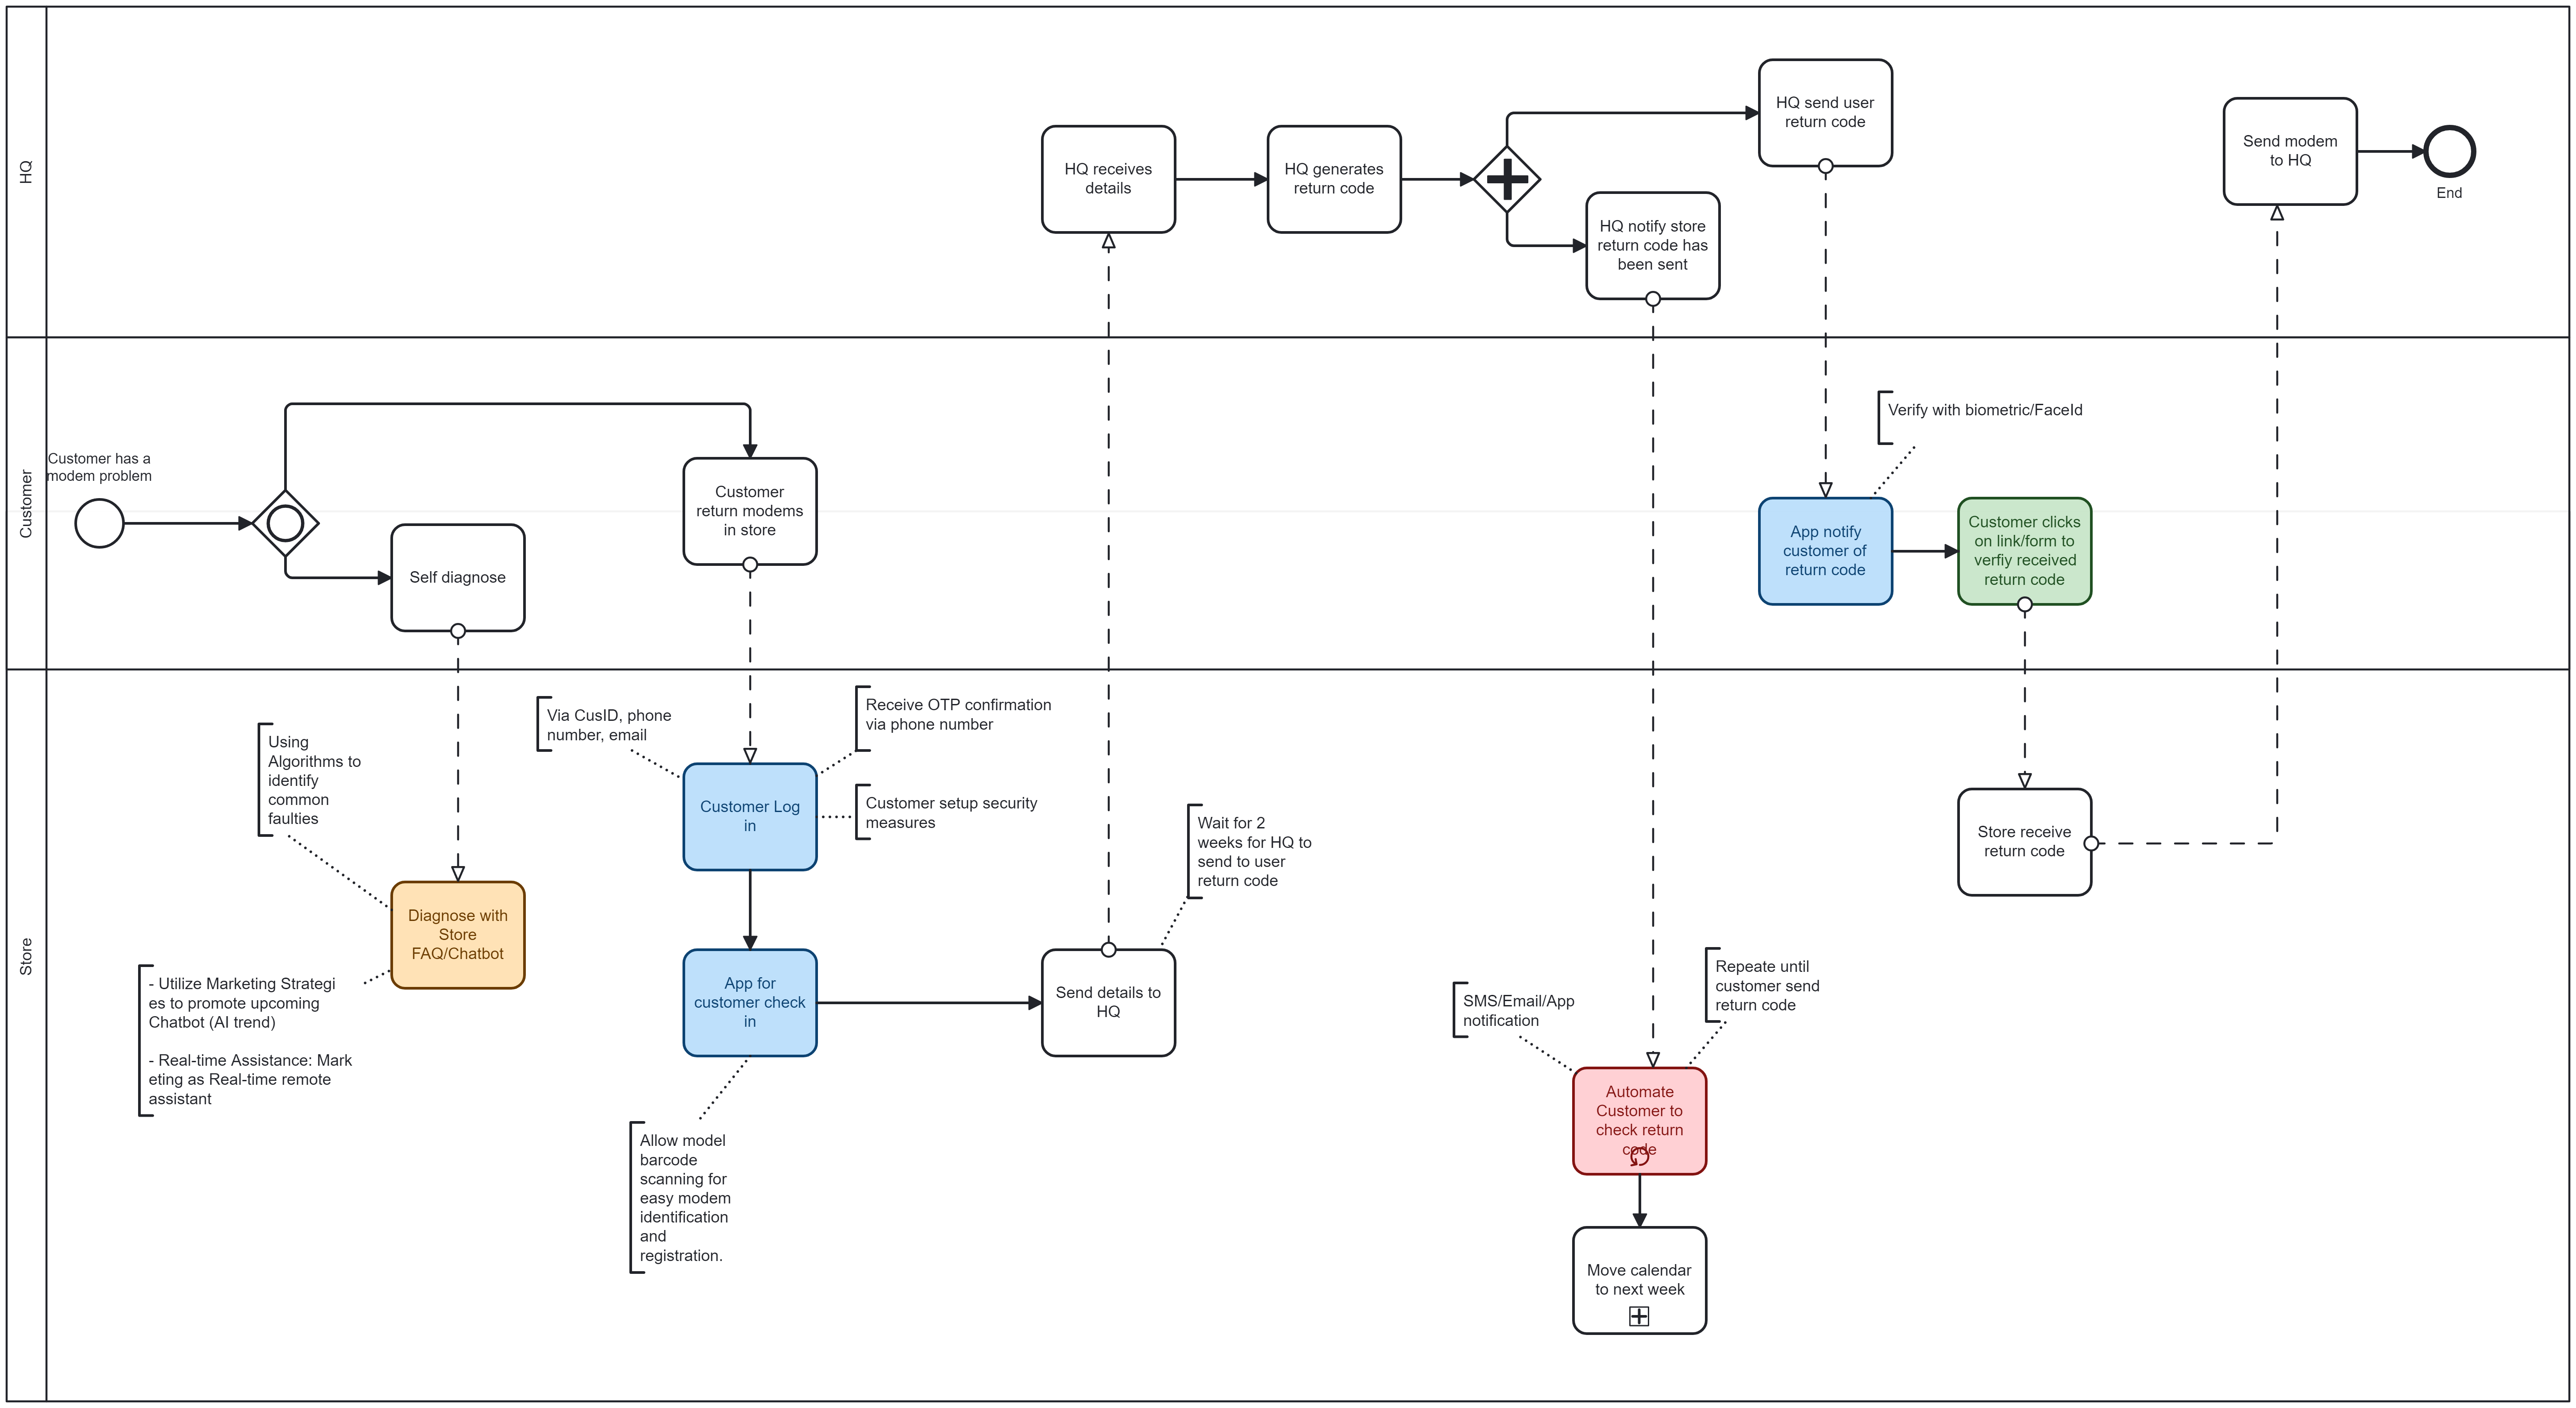 HQ
HQ receives
details
HQ generates
return code
HQ send user
return code
HQ notify store
return code has
been sent
Send modem
to HQ
End
Customer
Customer has a
modem problem
Self diagnose
Customer
return modems
in store
Verify with biometric/FaceId
App notify
customer of
return code
Customer clicks
on link/form to
verfiy received
return code
Store
Using
Algorithms to
identify
common
faulties
Diagnose with
Store
FAQ/Chatbot
- Utilize Marketing Strategi
es to promote upcoming
Chatbot (AI trend)
- Real-time Assistance: Mark
eting as Real-time remote
assistant
Via CusID, phone
number, email
Receive OTP confirmation
via phone number
Customer Log
in
Customer setup security
measures
App for
customer check
in
Allow model
barcode
scanning for
easy modem
identification
and
registration.
Send details to
HQ
Wait for 2
weeks for HQ to
send to user
return code
SMS/Email/App
notification
Repeate until
customer send
return code
Automate
Customer to
check return
code
Move calendar
to next week
Store receive
return code